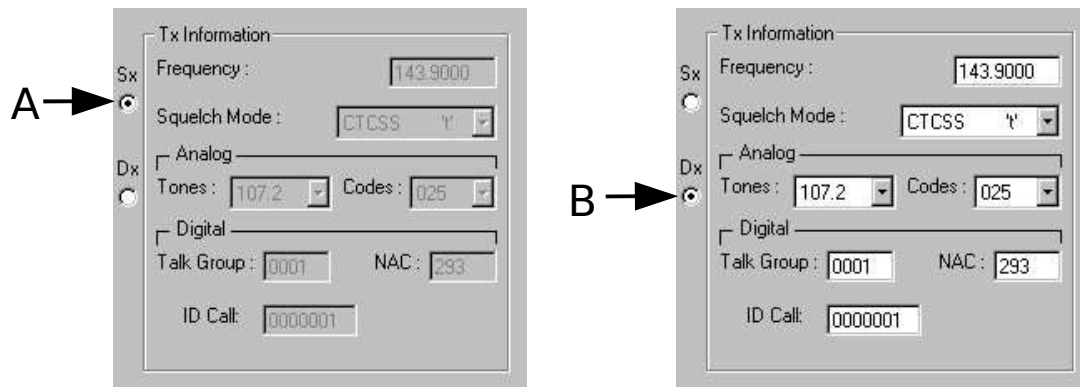 Tx Information
Sx
Frequency : 143.9000
A
Squelch Mode : CTCSS 't'
Dx
Analog
Tones : 107.2 Codes : 025
Digital
Talk Group : 0001 NAC : 293
ID Call: 0000001
Tx Information
Sx
Frequency : 143.9000
Squelch Mode : CTCSS 't'
Dx
Analog
B
Tones : 107.2 Codes : 025
Digital
Talk Group : 0001 NAC : 293
ID Call: 0000001